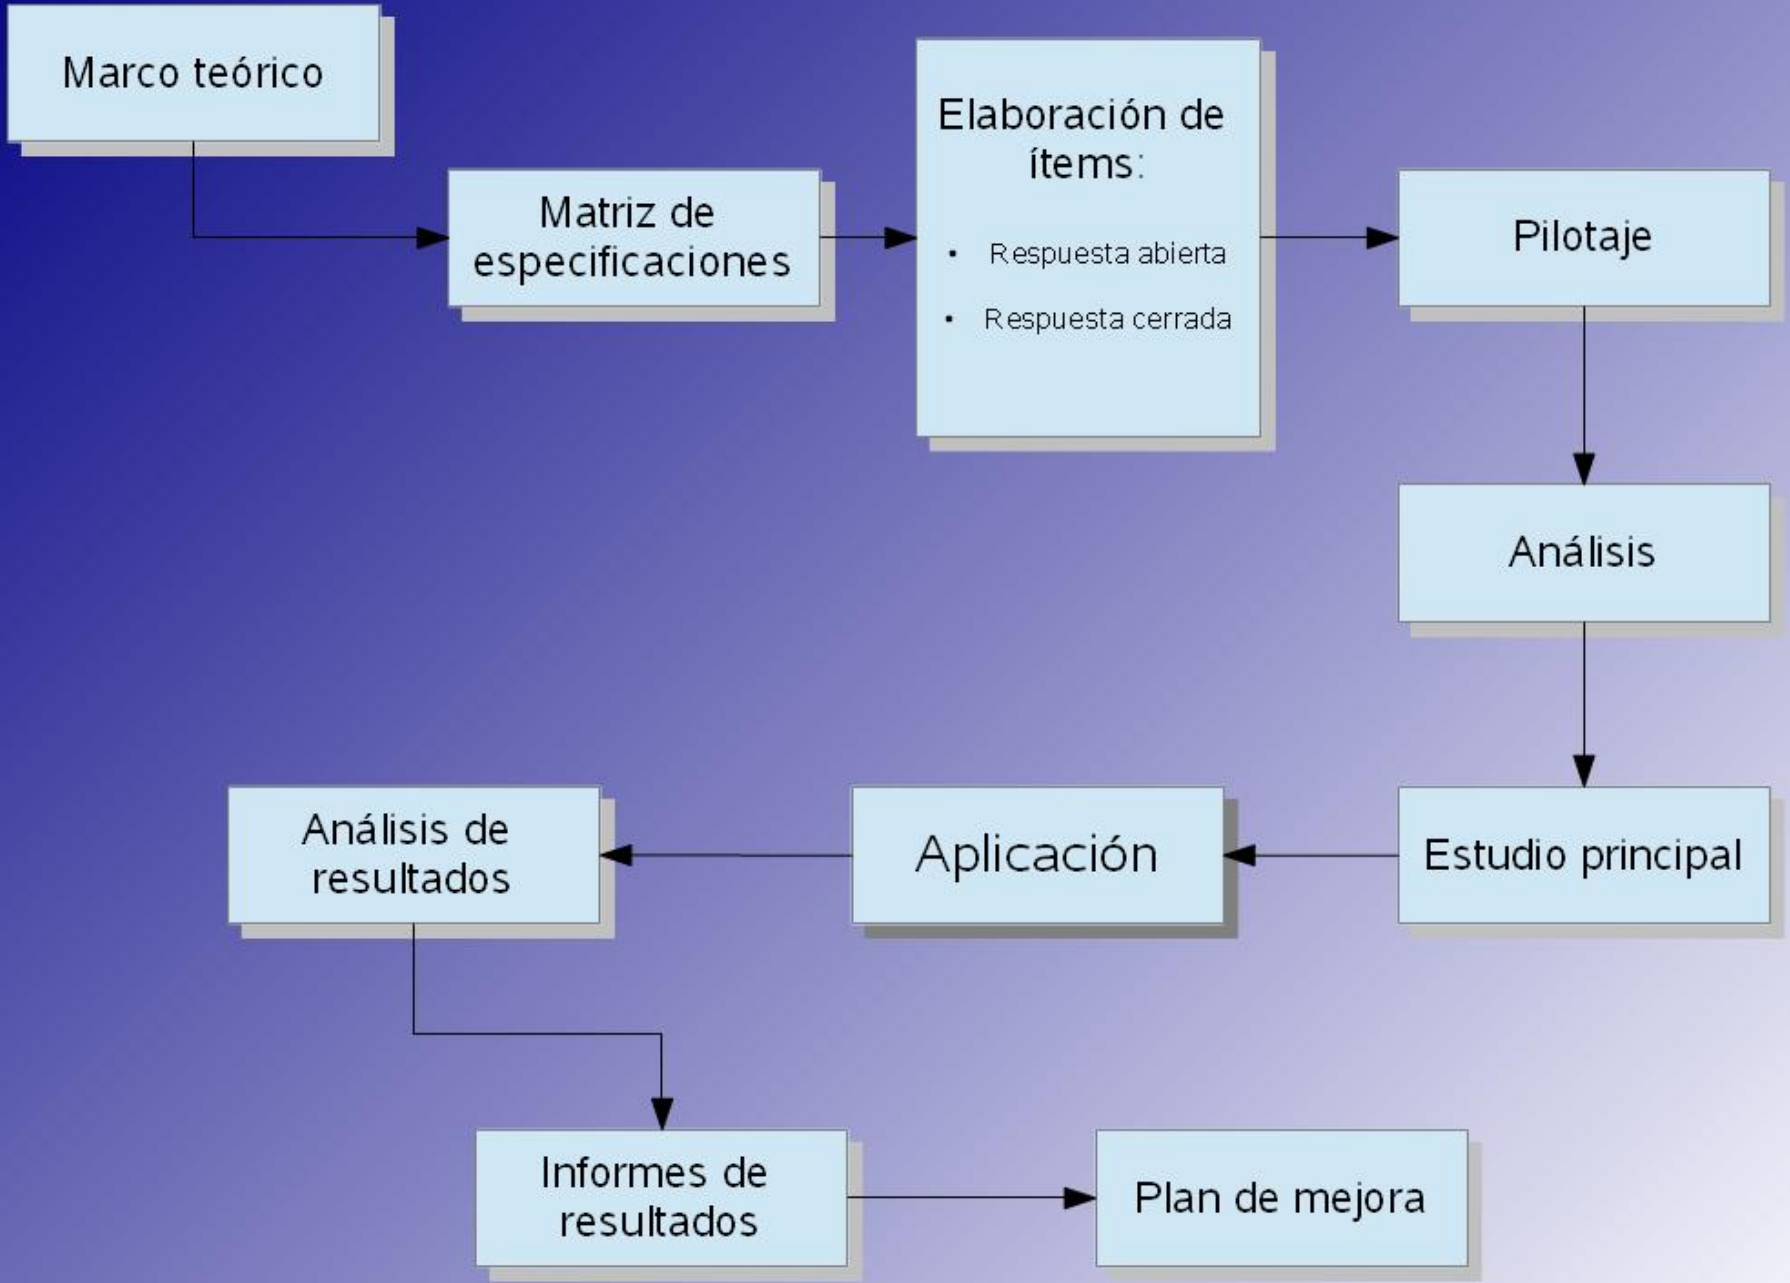 Marco teórico
Matriz de
especificaciones
Elaboración de
ítems:
• Respuesta abierta
• Respuesta cerrada
Pilotaje
Análisis
Estudio principal
Aplicación
Análisis de
resultados
Informes de
resultados
Plan de mejora